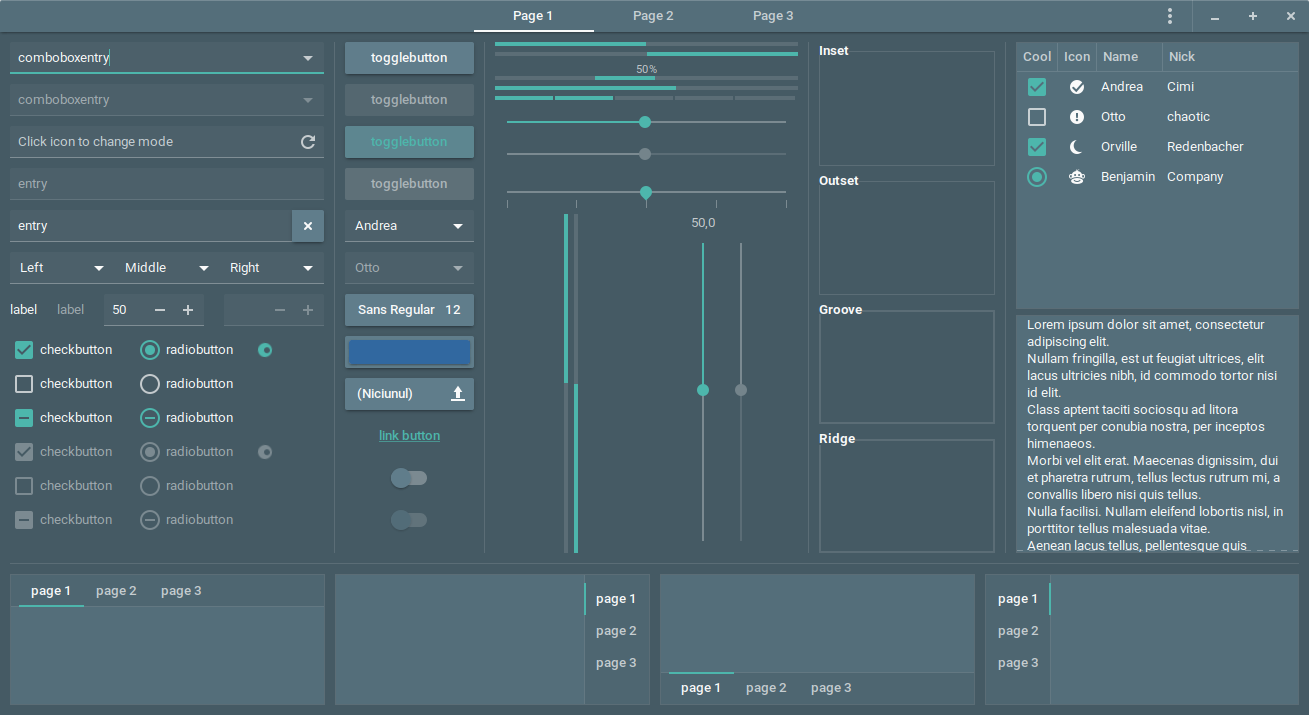 Page 1 Page 2 Page 3
comboboxentry
comboboxentry
Click icon to change mode
entry
entry
Left Middle Right
label label 50
checkbutton radiobutton
checkbutton radiobutton
checkbutton radiobutton
checkbutton radiobutton
checkbutton radiobutton
checkbutton radiobutton
togglebutton
togglebutton
togglebutton
togglebutton
Andrea
Otto
Sans Regular 12
(Niciunul)
link button
50%
50,0
Inset
Outset
Groove
Ridge
Cool Icon Name Nick
Andrea Cimi
Otto chaotic
Orville Redenbacher
Benjamin Company
Lorem ipsum dolor sit amet, consectetur
adipiscing elit.
Nullam fringilla, est ut feugiat ultrices, elit
lacus ultricies nibh, id commodo tortor nisi
id elit.
Class aptent taciti sociosqu ad litora
torquent per conubia nostra, per inceptos
himenaeos.
Morbi vel elit erat. Maecenas dignissim, dui
et pharetra rutrum, tellus lectus rutrum mi, a
convallis libero nisi quis tellus.
Nulla facilisi. Nullam eleifend lobortis nisl, in
porttitor tellus malesuada vitae.
Aenean lacus tellus, pellentesque quis
page 1 page 2 page 3
page 1
page 2
page 3
page 1 page 2 page 3
page 1
page 2
page 3